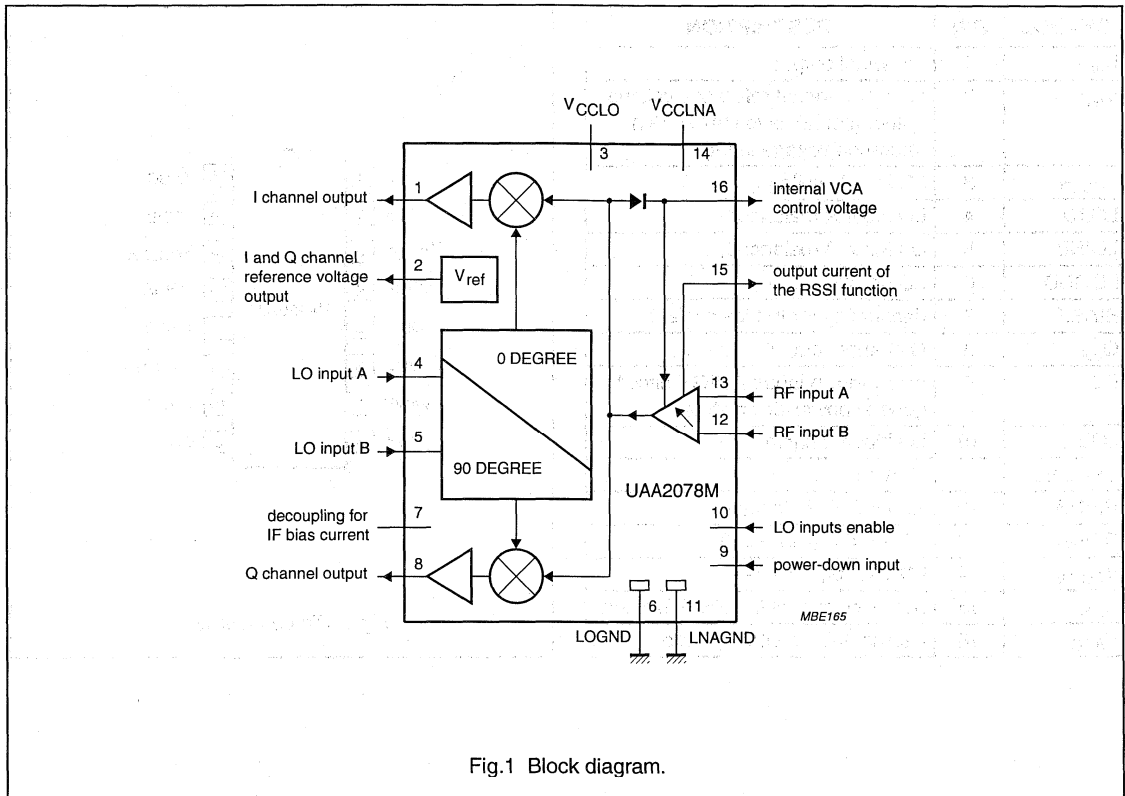 VCCLO
VCCLNA
3
14
I channel output
1
16
internal VCA
control voltage
I and Q channel
reference voltage
output
2
Vref
15
output current of
the RSSI function
0 DEGREE
LO input A
4
13
RF input A
12
RF input B
LO input B
5
90 DEGREE
UAA2078M
decoupling for
IF bias current
7
10
LO inputs enable
9
power-down input
Q channel output
8
6
11
MBE165
LOGND
LNAGND
Fig.1 Block diagram.